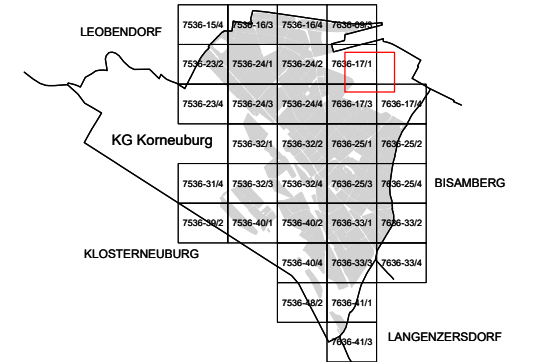 7536-15/4 7536-16/3 7536-16/4 7636-09/3
LEOBENDORF
7536-23/2 7536-24/1 7536-24/2 7636-17/1
7536-23/4 7536-24/3 7536-24/4 7636-17/3 7636-17/4
KG Korneuburg 7536-32/1 7536-32/2 7636-25/1 7636-25/2
7536-31/4 7536-32/3 7536-32/4 7636-25/3 7636-25/4 BISAMBERG
7536-39/2 7536-40/1 7536-40/2 7636-33/1 7636-33/2
KLOSTERNEUBURG
7536-40/4 7636-33/3 7636-33/4
7536-48/2 7636-41/1
LANGENZERSDORF
7636-41/3